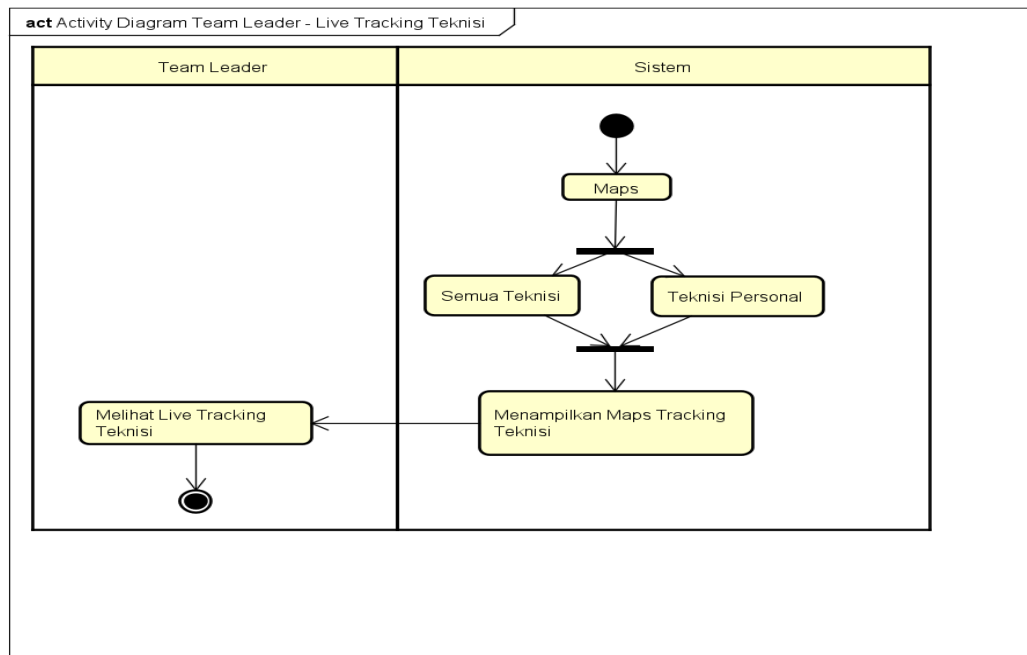 act Activity Diagram Team Leader - Live Tracking Teknisi
Team Leader
Sistem
Maps
Semua Teknisi
Teknisi Personal
Melihat Live Tracking
Teknisi
Menampilkan Maps Tracking
Teknisi